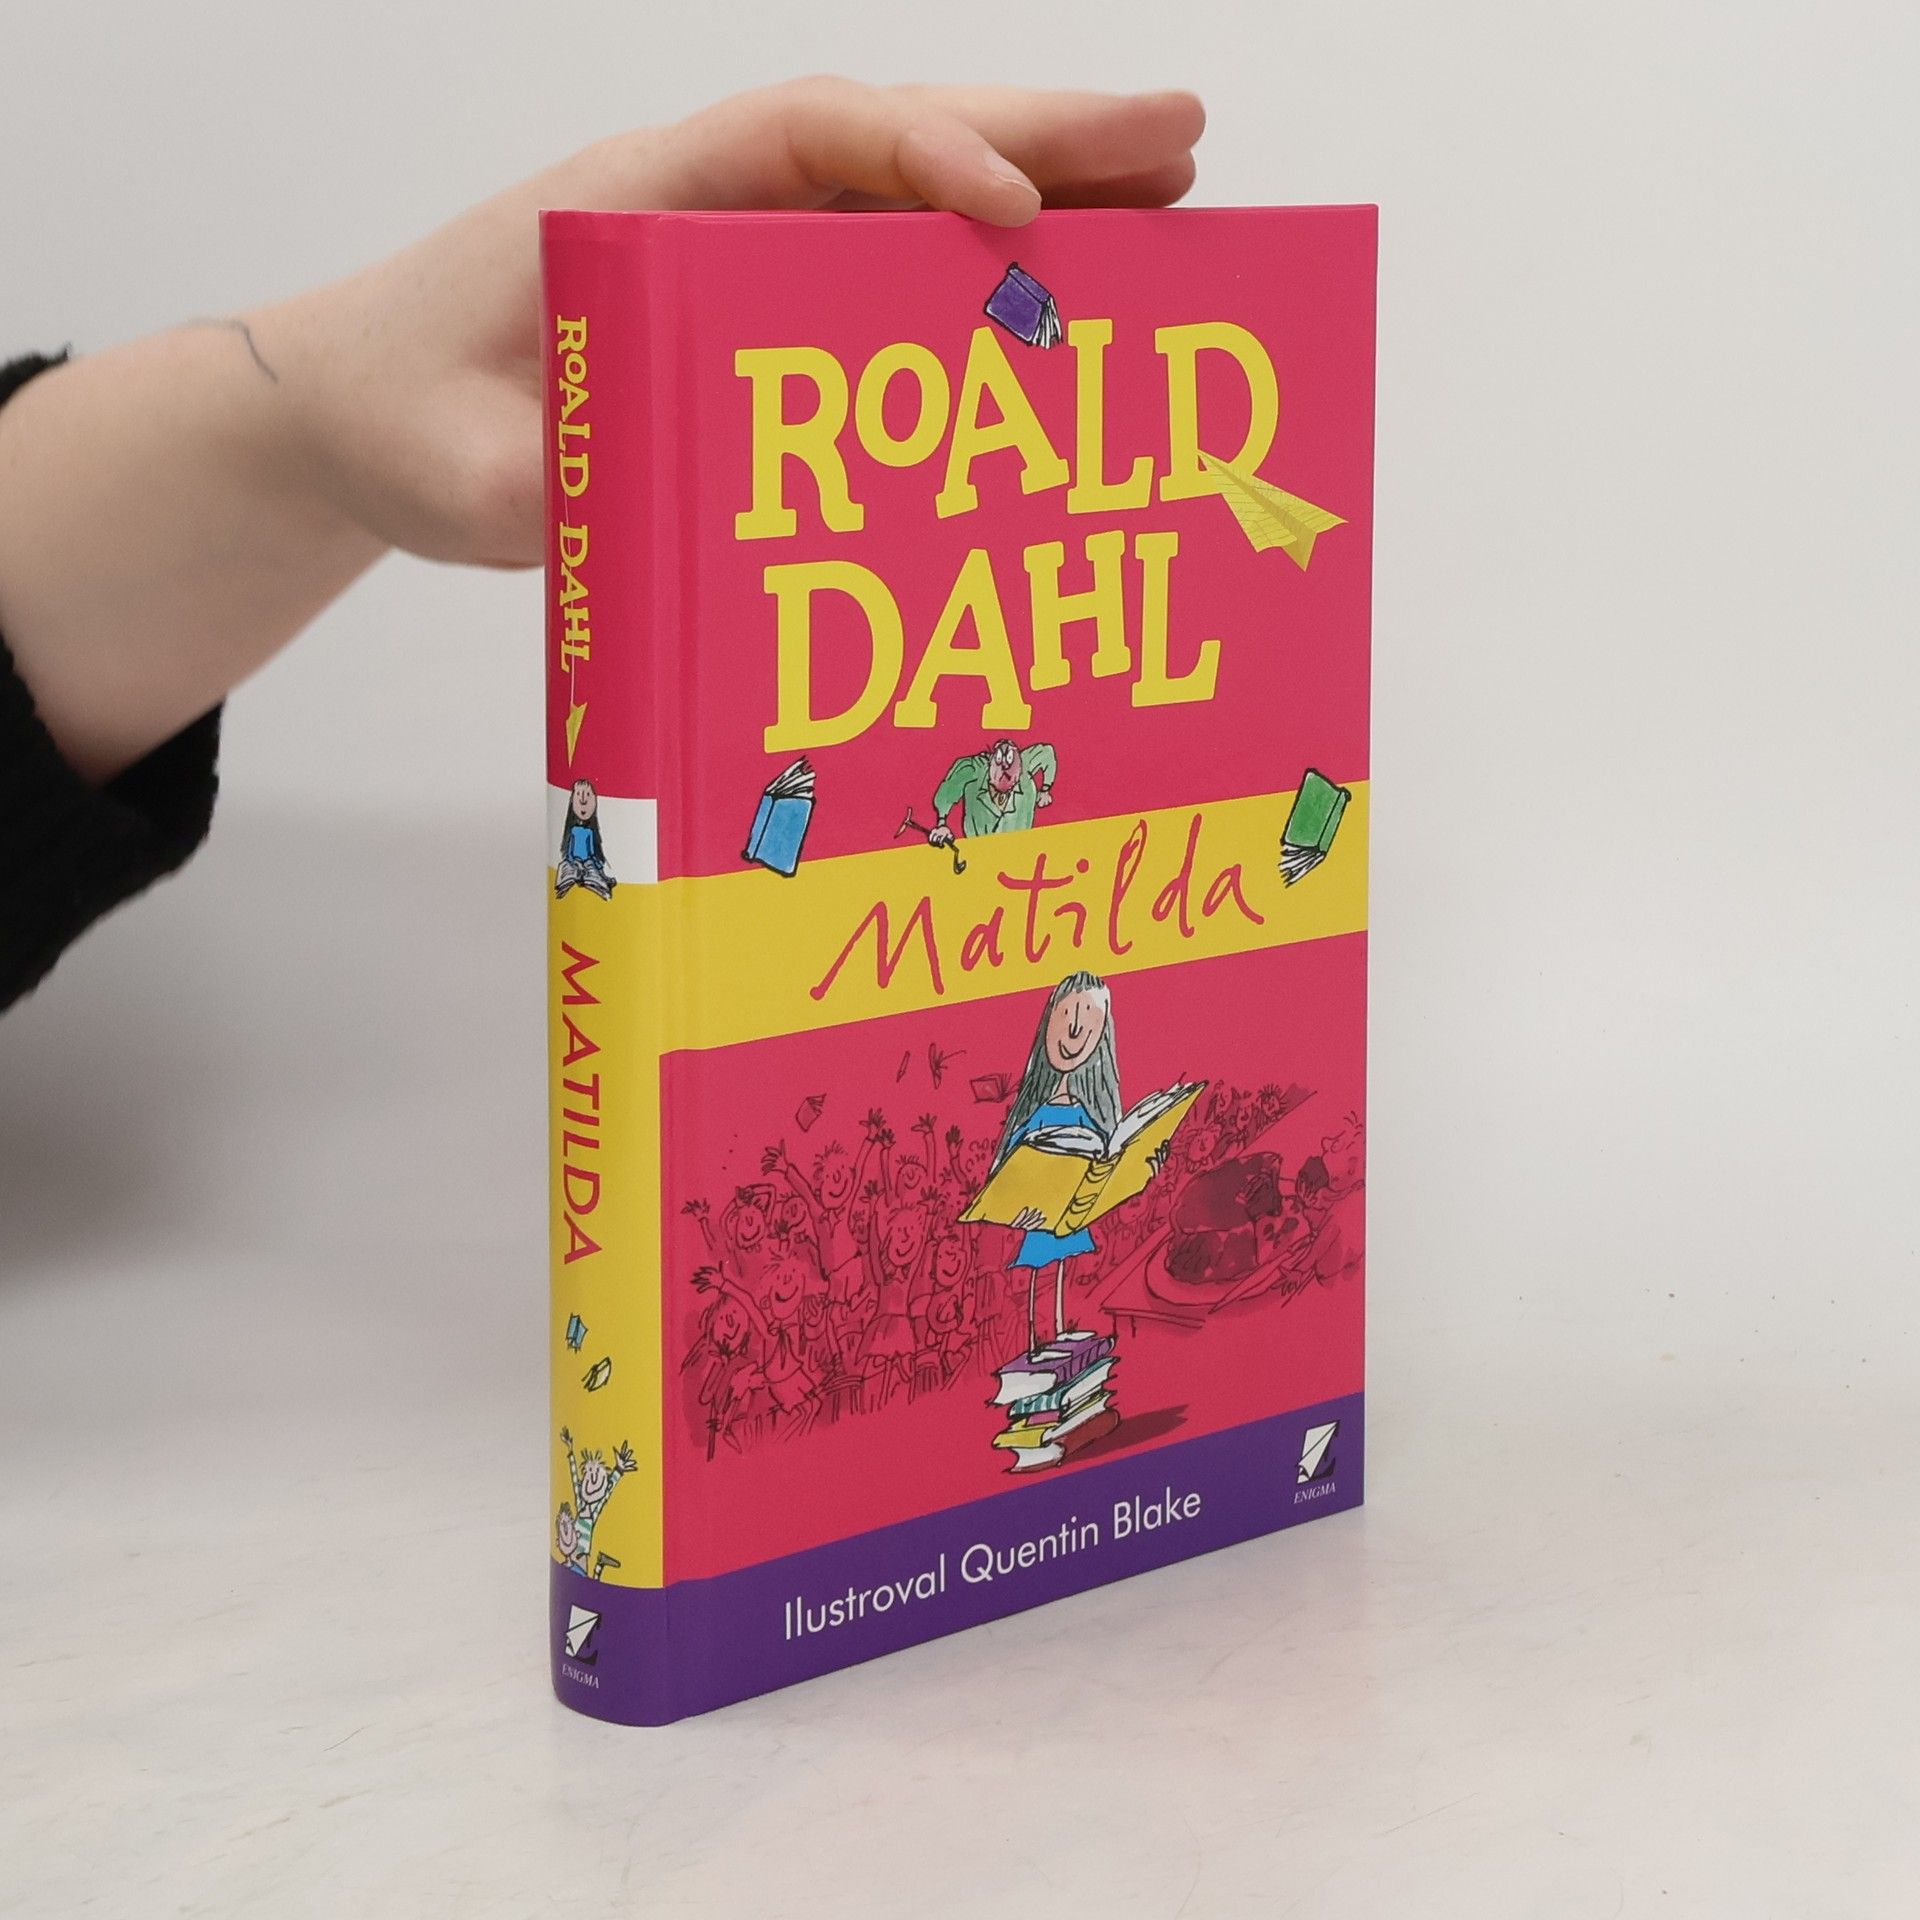 ROALD DAHL
MATILDA
ENIGMA
ROALD
DAHL
Matilda
Ilustroval Quentin Blake
ENIGMA